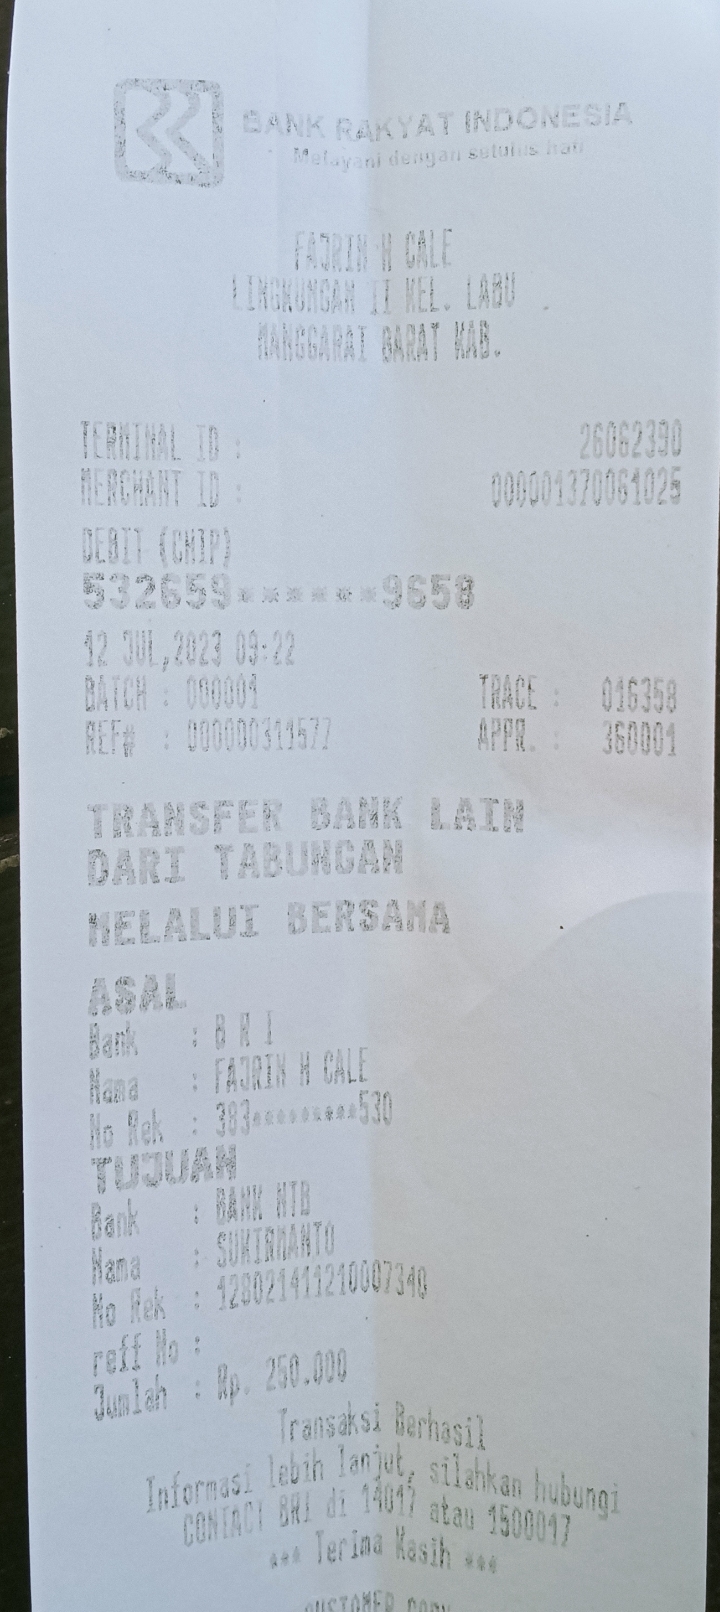 BANK RAKYAT INDONESIA
Melayani dengan setulus hati
FAJRIN H CALE
LINGKUNGAN II KEL. LABU
MANGGARAI BARAT KAB.
TERMINAL ID : 26062390
MERCHANT ID : 000001370061025
DEBIT (CHIP)
532659******9658
12 JUL,2023 09:22
BATCH : 000001 TRACE : 016358
REF# : 000000311577 APPR. : 360001
TRANSFER BANK LAIN
DARI TABUNGAN
MELALUI BERSAMA
ASAL
Bank : B R I
Nama : FAJRIN H CALE
No Rek : 383*********530
TUJUAN
Bank : BANK NTB
Nama : SUKIRMANTO
No Rek : 128021411210007340
reff No :
Jumlah : Rp. 250.000
Transaksi Berhasil
Informasi lebih lanjut, silahkan hubungi
CONTACT BRI di 14017 atau 1500017
*** Terima Kasih ***
CUSTOMER COPY